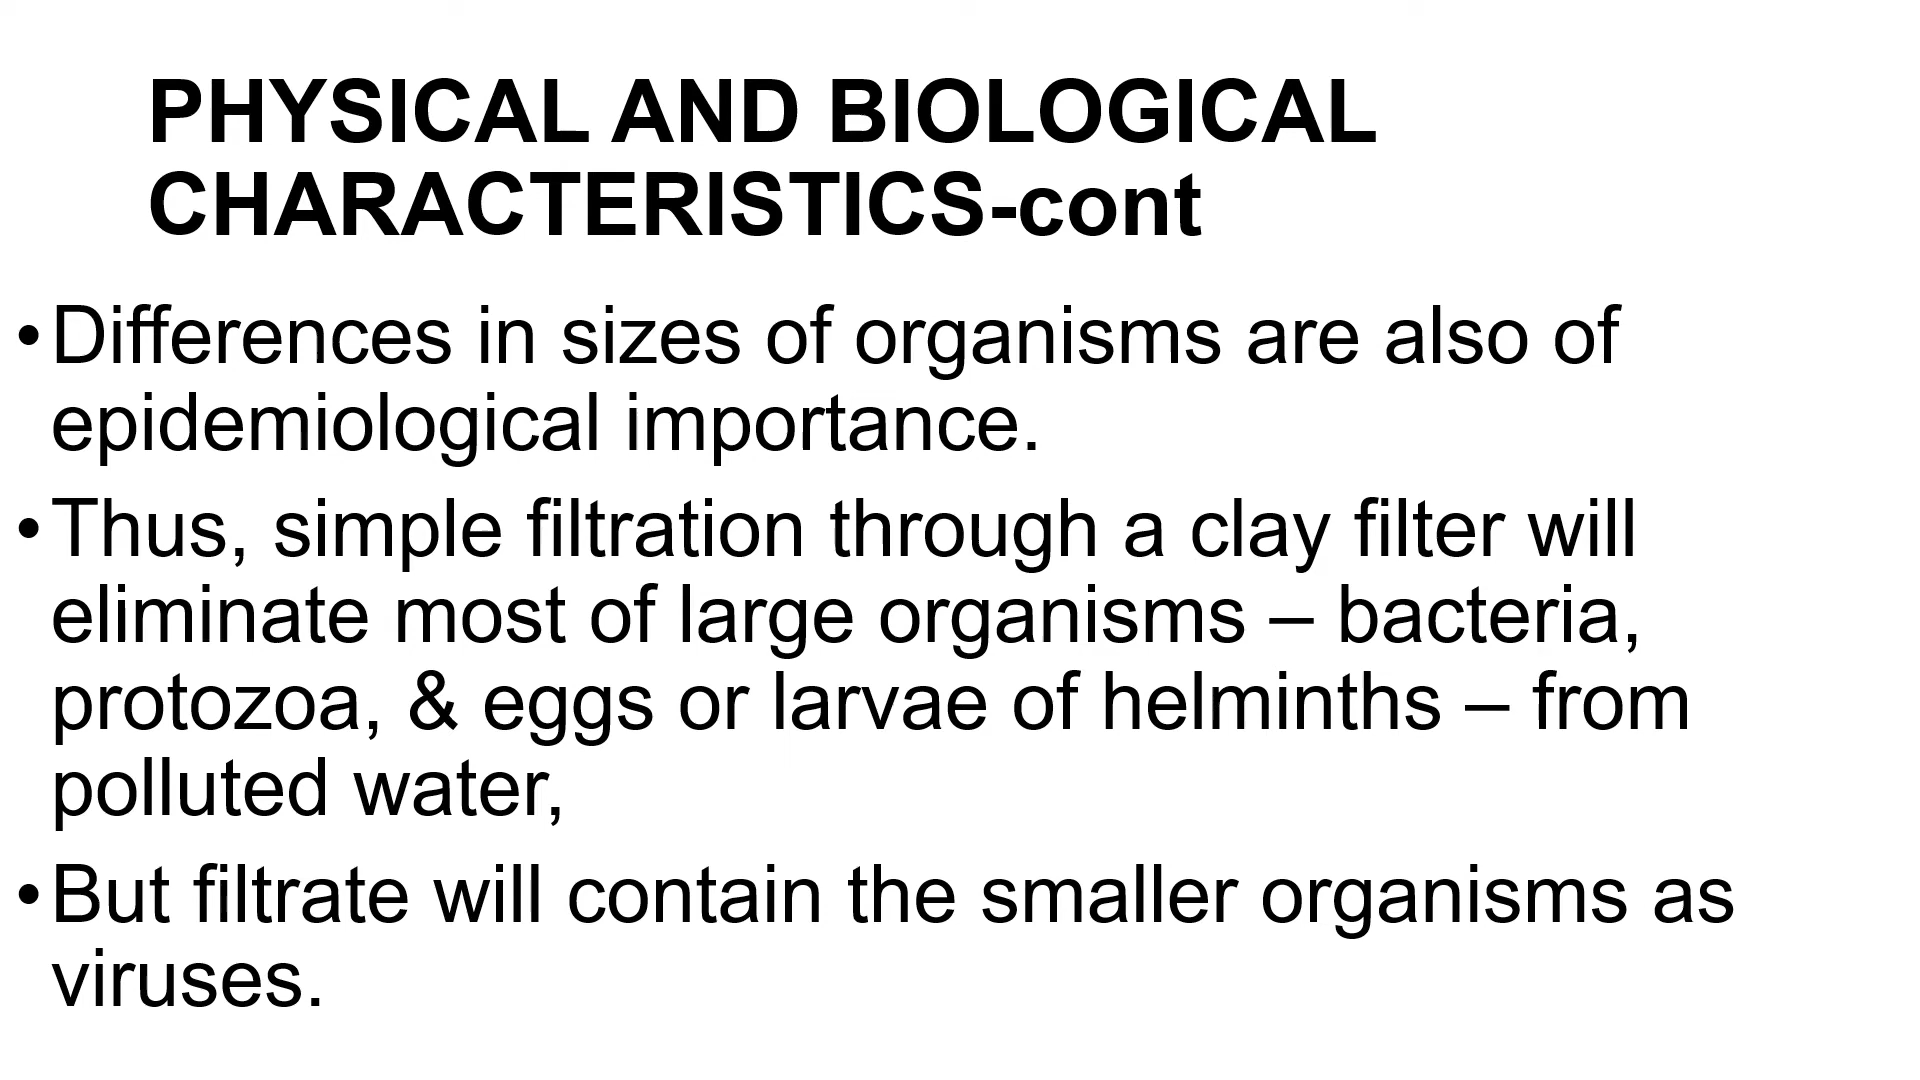 PHYSICAL AND BIOLOGICAL
CHARACTERISTICS-cont
•Differences in sizes of organisms are also of
epidemiological importance.
•Thus, simple filtration through a clay filter will
eliminate most of large organisms – bacteria,
protozoa, & eggs or larvae of helminths – from
polluted water,
•But filtrate will contain the smaller organisms as
viruses.